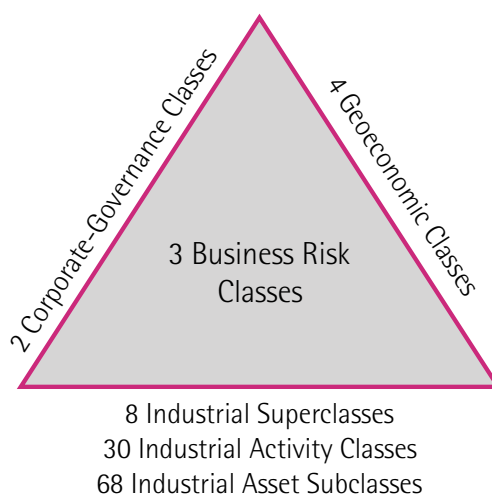 2 Corporate-Governance Classes
4 Geoeconomic Classes
3 Business Risk
Classes
8 Industrial Superclasses
30 Industrial Activity Classes
68 Industrial Asset Subclasses